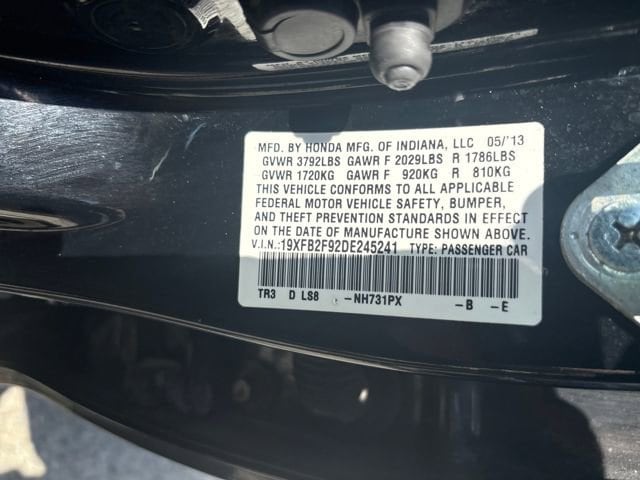 MFD. BY HONDA MFG. OF INDIANA, LLC 05/'13
GVWR 3792LBS GAWR F 2029LBS R 1786LBS
GVWR 1720KG GAWR F 920KG R 810KG
THIS VEHICLE CONFORMS TO ALL APPLICABLE
FEDERAL MOTOR VEHICLE SAFETY, BUMPER,
AND THEFT PREVENTION STANDARDS IN EFFECT
ON THE DATE OF MANUFACTURE SHOWN ABOVE.
V.I.N.:19XFB2F92DE245241 TYPE: PASSENGER CAR
TR3 D LS8 -NH731PX -B -E